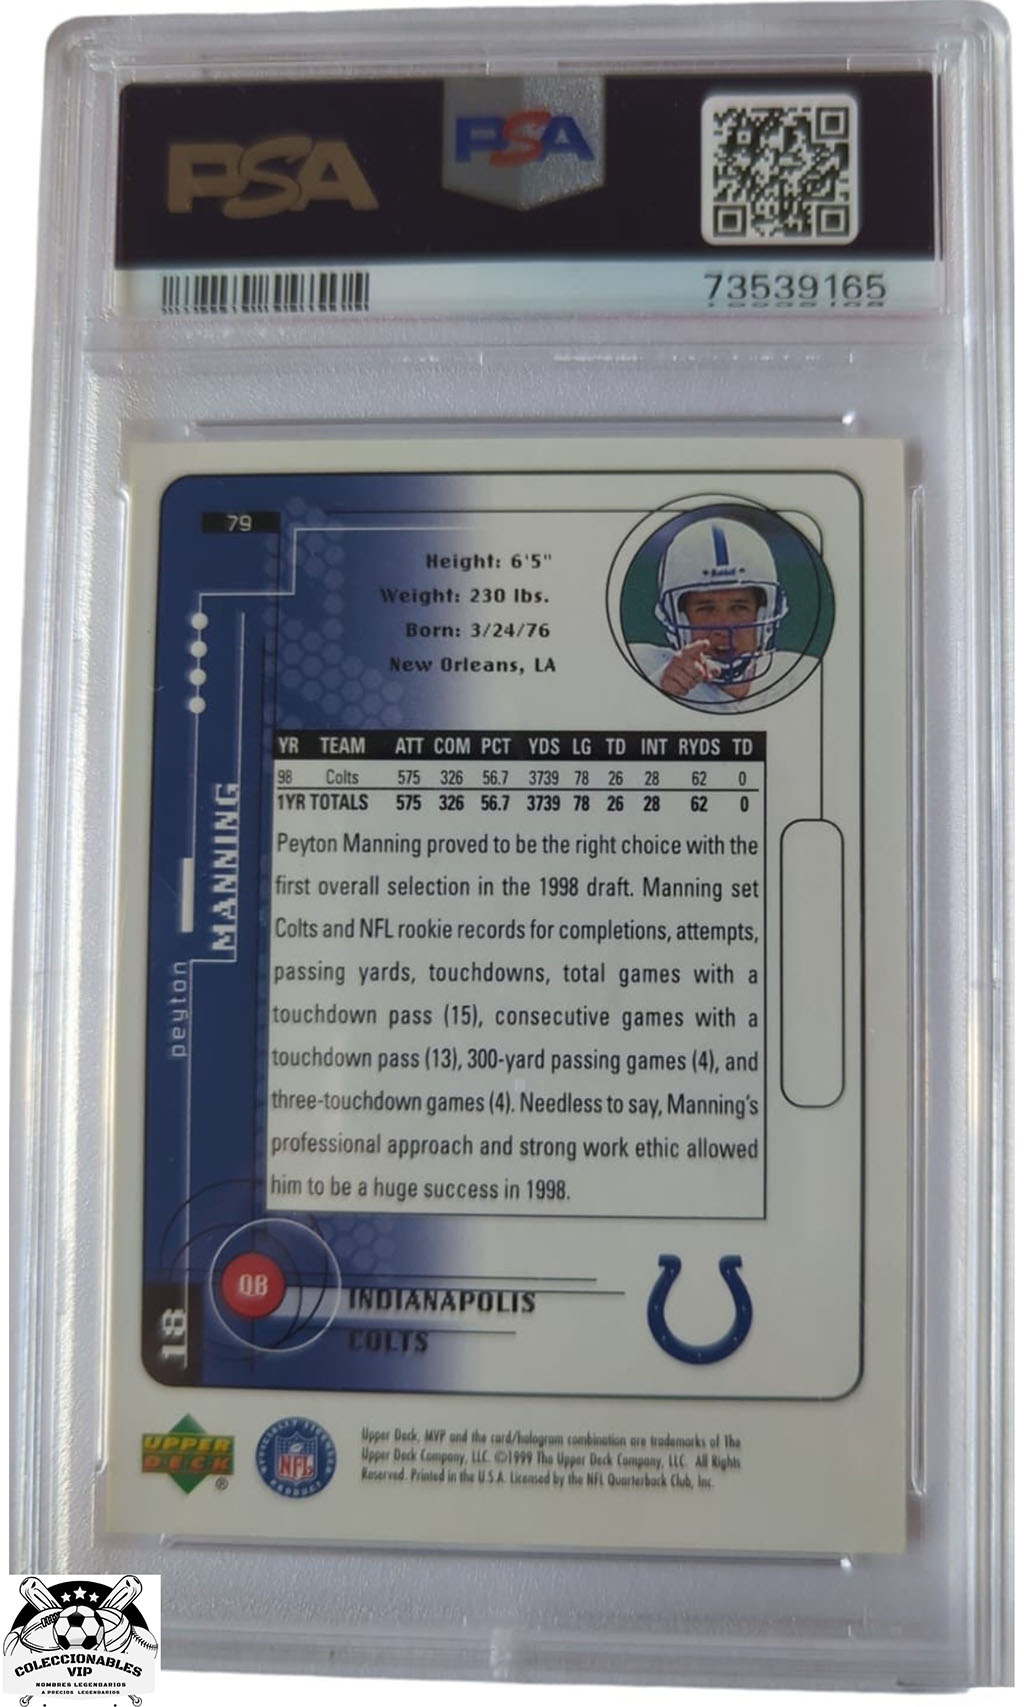 PSA
PSA
73539165
79
Height: 6'5"
Weight: 230 lbs.
Born: 3/24/76
New Orleans, LA
Riddell
YR TEAM ATT COM PCT YDS LG TD INT RYDS TD
98 Colts 575 326 56.7 3739 78 26 28 62 0
1YR TOTALS 575 326 56.7 3739 78 26 28 62 0
Peyton Manning proved to be the right choice with the
first overall selection in the 1998 draft. Manning set
Colts and NFL rookie records for completions, attempts,
passing yards, touchdowns, total games with a
touchdown pass (15), consecutive games with a
touchdown pass (13), 300-yard passing games (4), and
three-touchdown games (4). Needless to say, Manning's
professional approach and strong work ethic allowed
him to be a huge success in 1998.
peyton
MANNING
18
QB
INDIANAPOLIS
COLTS
UPPER
DECK
®
OFFICIALLY LICENSED
NFL
PRODUCT
Upper Deck, MVP and the card/hologram combination are trademarks of The
Upper Deck Company, LLC. ©1999 The Upper Deck Company, LLC. All Rights
Reserved. Printed in the U.S.A. Licensed by the NFL Quarterback Club, Inc.
COLECCIONABLES
VIP
NOMBRES LEGENDARIOS
A PRECIOS LEGENDARIOS